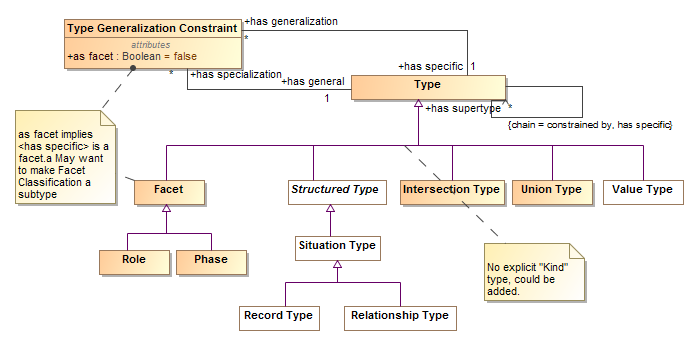 Type Generalization Constraint
attributes
+as facet : Boolean = false
+has generalization
*
*
+has specialization
+has general
1
+has specific
1
Type
+has supertype
*
{chain = constrained by, has specific}
as facet implies
<has specific> is a
facet.a May want
to make Facet
Classification a
subtype
Facet
Structured Type
Intersection Type
Union Type
Value Type
Role
Phase
Situation Type
No explicit "Kind"
type, could be
added.
Record Type
Relationship Type